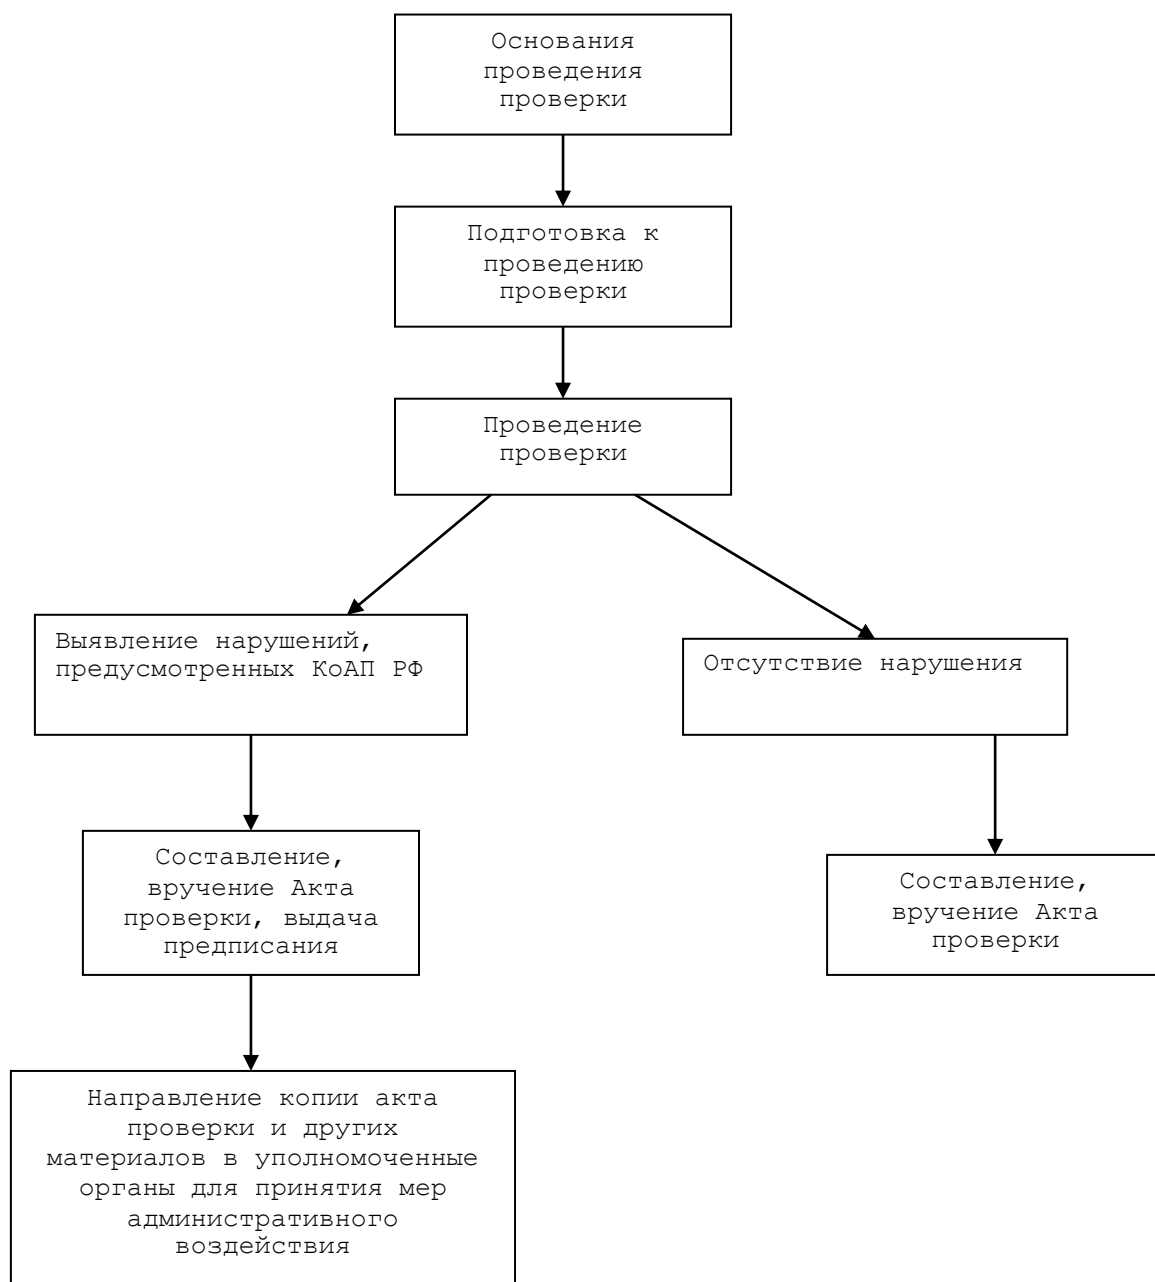 Основания
проведения
проверки
Подготовка к
проведению
проверки
Проведение
проверки
Выявление нарушений,
предусмотренных КоАП РФ
Отсутствие нарушения
Составление,
вручение Акта
проверки, выдача
предписания
Составление,
вручение Акта
проверки
Направление копии акта
проверки и других
материалов в уполномоченные
органы для принятия мер
административного
воздействия